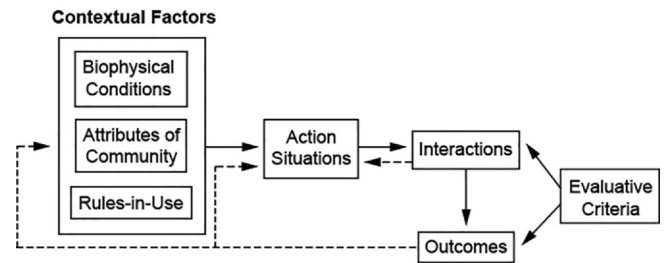 Contextual Factors
Biophysical
Conditions
Attributes of
Community
Rules-in-Use
Action
Situations
Interactions
Outcomes
Evaluative
Criteria